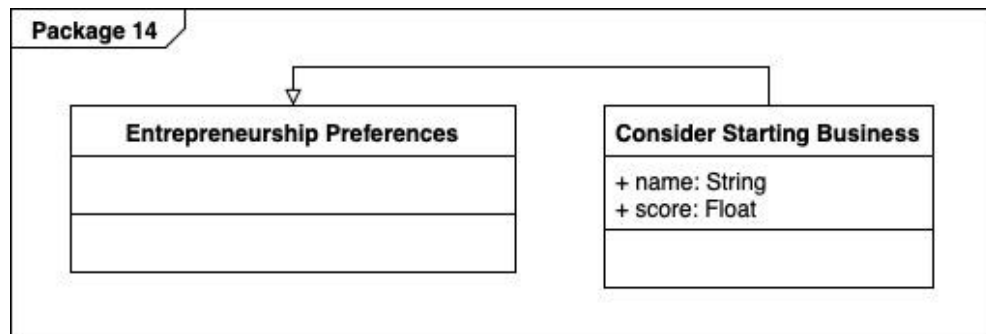 Package 14
Entrepreneurship Preferences
Consider Starting Business
+ name: String
+ score: Float